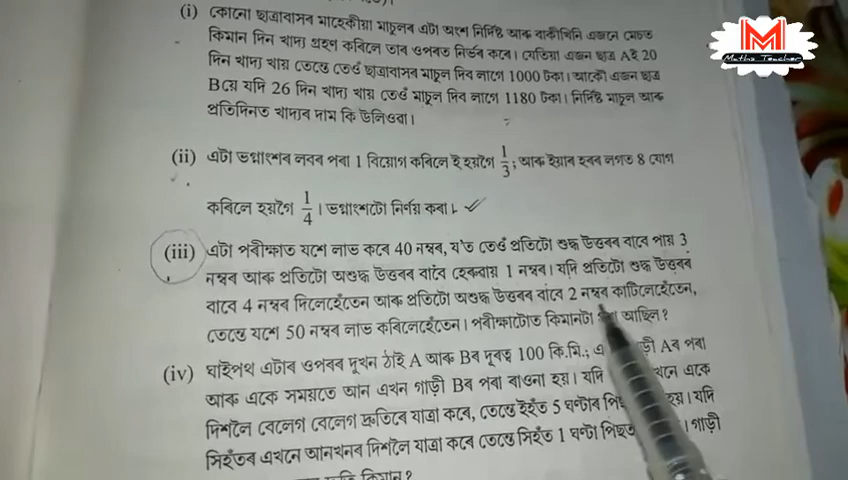 M
Maths Teacher
(i) কোনো ছাত্ৰাবাসৰ মাহেকীয়া মাচুলৰ এটা অংশ নিৰ্দিষ্ট আৰু বাকীখিনি এজনে মেচত
কিমান দিন খাদ্য গ্ৰহণ কৰিলে তাৰ ওপৰত নিৰ্ভৰ কৰে। যেতিয়া এজন ছাত্ৰ Aই 20
দিন খাদ্য খায় তেন্তে তেওঁ ছাত্ৰাবাসৰ মাচুল দিব লাগে 1000 টকা। আকৌ এজন ছাত্ৰ
Bয়ে যদি 26 দিন খাদ্য খায় তেওঁ মাচুল দিব লাগে 1180 টকা। নিৰ্দিষ্ট মাচুল আৰু
প্ৰতিদিনত খাদ্যৰ দাম কি উলিওৱা।
(ii) এটা ভগ্নাংশৰ লবৰ পৰা 1 বিয়োগ কৰিলে ই হয়গৈ 1/3; আৰু ইয়াৰ হৰৰ লগত 8 যোগ
কৰিলে হয়গৈ 1/4। ভগ্নাংশটো নিৰ্ণয় কৰা।
(iii) এটা পৰীক্ষাত যশে লাভ কৰে 40 নম্বৰ, য'ত তেওঁ প্ৰতিটো শুদ্ধ উত্তৰৰ বাবে পায় 3
নম্বৰ আৰু প্ৰতিটো অশুদ্ধ উত্তৰৰ বাবে হেৰুৱায় 1 নম্বৰ। যদি প্ৰতিটো শুদ্ধ উত্তৰৰ
বাবে 4 নম্বৰ দিলেহেঁতেন আৰু প্ৰতিটো অশুদ্ধ উত্তৰৰ বাবে 2 নম্বৰ কাটিলেহেঁতেন,
তেন্তে যশে 50 নম্বৰ লাভ কৰিলেহেঁতেন। পৰীক্ষাটোত কিমানটা আছিল?
(iv) ঘাইপথ এটাৰ ওপৰৰ দুখন ঠাই A আৰু Bৰ দূৰত্ব 100 কি.মি.; Aৰ পৰা
আৰু একে সময়তে আন এখন গাড়ী Bৰ পৰা ৰাওনা হয়। যদি একে
দিশলৈ বেলেগ বেলেগ দ্ৰুতিৰে যাত্ৰা কৰে, তেন্তে ইহঁত 5 ঘণ্টাৰ হয়। যদি
সিহঁতৰ এখনে আনখনৰ দিশলৈ যাত্ৰা কৰে তেন্তে সিহঁত 1 ঘণ্টা গাড়ী
কিমান?